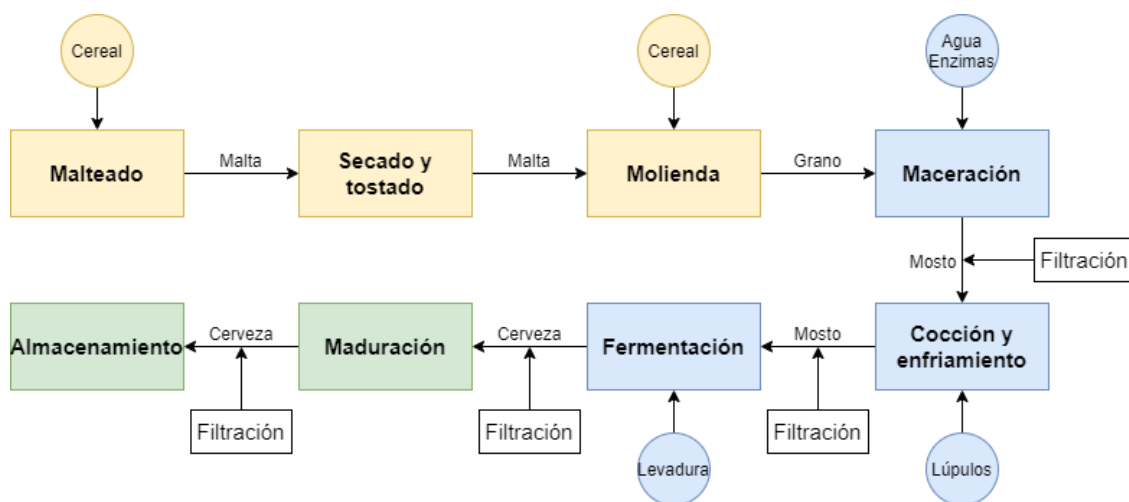 Cereal
Cereal
Agua
Enzimas
Malteado
Malta
Secado y
tostado
Malta
Molienda
Grano
Maceración
Mosto
Filtración
Almacenamiento
Cerveza
Maduración
Cerveza
Fermentación
Mosto
Cocción y
enfriamiento
Filtración
Filtración
Filtración
Levadura
Lúpulos